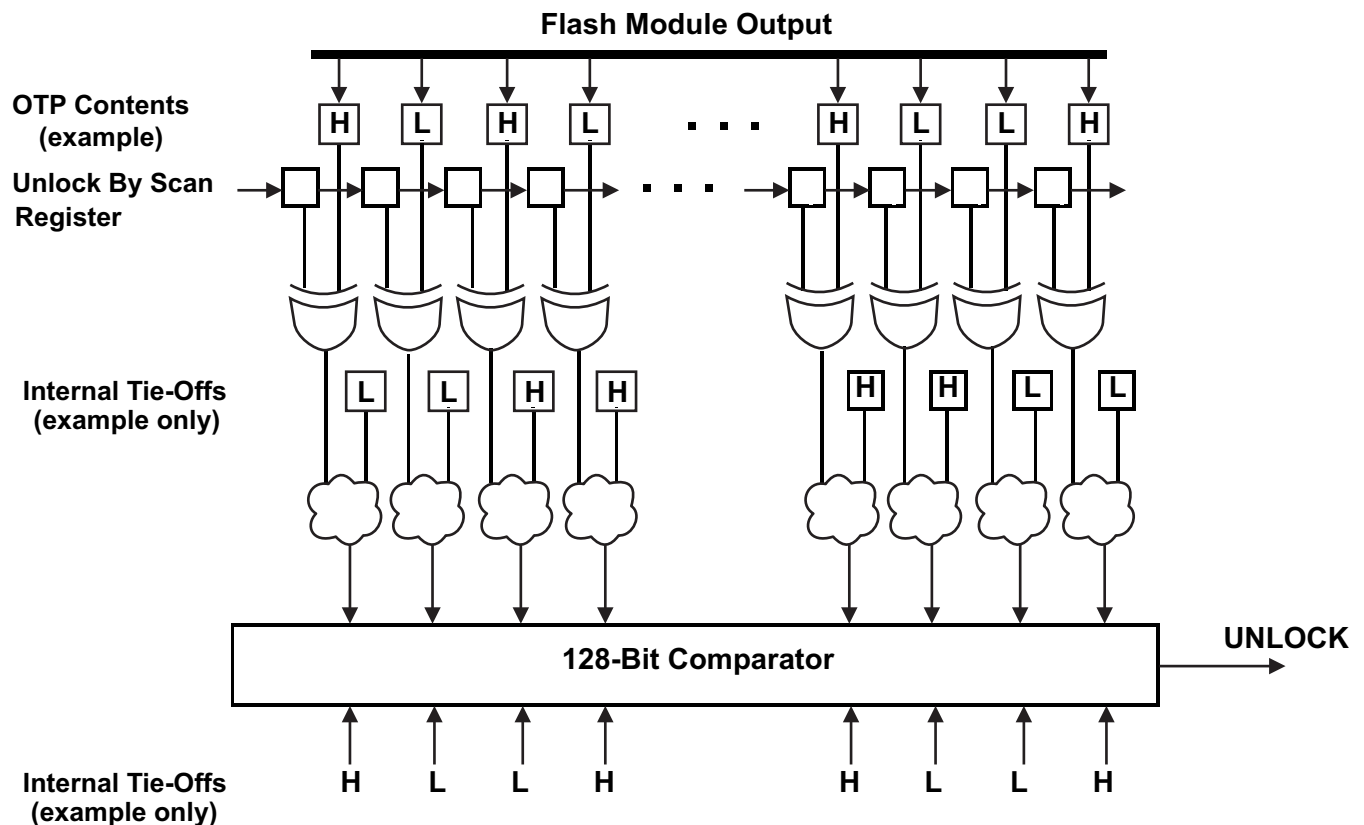 Flash Module Output
OTP Contents
(example)
H L H L . . . H L L H
Unlock By Scan
Register
. . .
Internal Tie-Offs
(example only)
L L H H H H L L
128-Bit Comparator
UNLOCK
H L L H H L L H
Internal Tie-Offs
(example only)